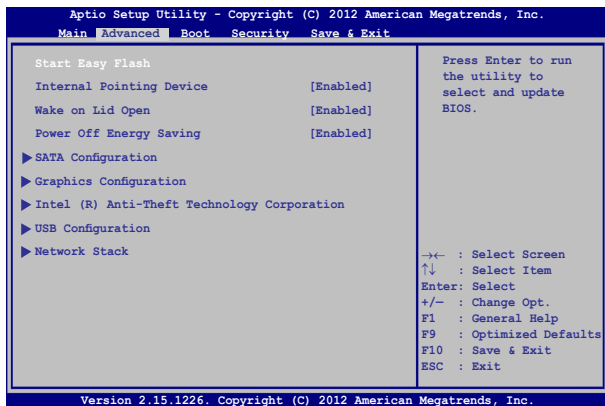 Aptio Setup Utility - Copyright (C) 2012 American Megatrends, Inc.
Main Advanced Boot Security Save & Exit
Start Easy Flash
Internal Pointing Device [Enabled]
Wake on Lid Open [Enabled]
Power Off Energy Saving [Enabled]
SATA Configuration
Graphics Configuration
Intel (R) Anti-Theft Technology Corporation
USB Configuration
Network Stack
Press Enter to run
the utility to
select and update
BIOS.
→← : Select Screen
↑↓ : Select Item
Enter: Select
+/— : Change Opt.
F1 : General Help
F9 : Optimized Defaults
F10 : Save & Exit
ESC : Exit
Version 2.15.1226. Copyright (C) 2012 American Megatrends, Inc.